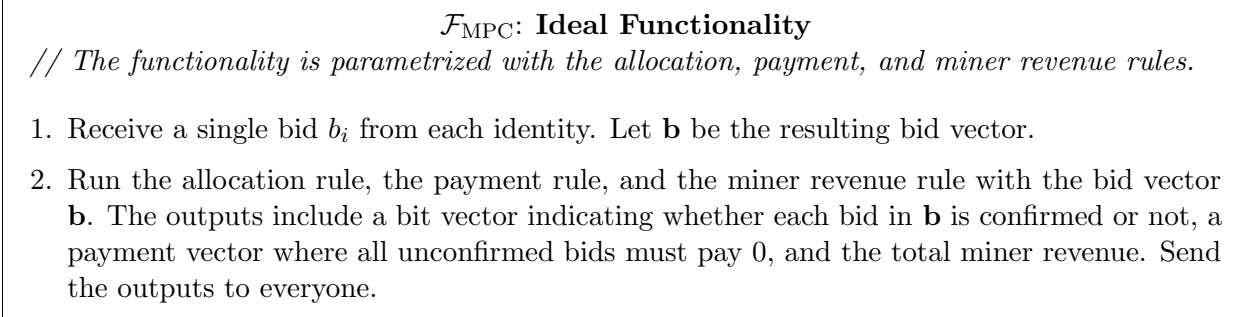 𝓕MPC: Ideal Functionality
// The functionality is parametrized with the allocation, payment, and miner revenue rules.
1. Receive a single bid bᵢ from each identity. Let b be the resulting bid vector.
2. Run the allocation rule, the payment rule, and the miner revenue rule with the bid vector
b. The outputs include a bit vector indicating whether each bid in b is confirmed or not, a
payment vector where all unconfirmed bids must pay 0, and the total miner revenue. Send
the outputs to everyone.